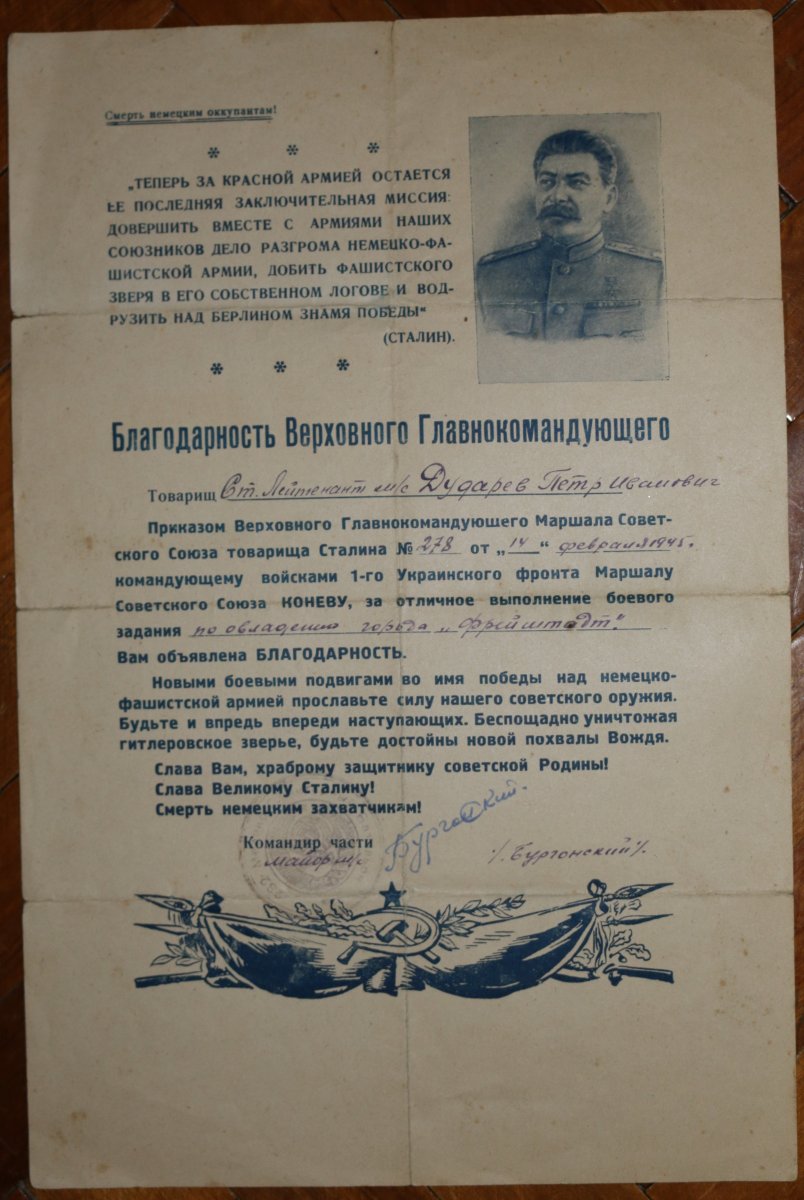 Смерть немецким оккупантам!
* * *
„ТЕПЕРЬ ЗА КРАСНОЙ АРМИЕЙ ОСТАЕТСЯ
ЕЕ ПОСЛЕДНЯЯ ЗАКЛЮЧИТЕЛЬНАЯ МИССИЯ:
ДОВЕРШИТЬ ВМЕСТЕ С АРМИЯМИ НАШИХ
СОЮЗНИКОВ ДЕЛО РАЗГРОМА НЕМЕЦКО-ФА-
ШИСТСКОЙ АРМИИ, ДОБИТЬ ФАШИСТСКОГО
ЗВЕРЯ В ЕГО СОБСТВЕННОМ ЛОГОВЕ И ВОД-
РУЗИТЬ НАД БЕРЛИНОМ ЗНАМЯ ПОБЕДЫ“
(СТАЛИН).
* * *
Благодарность Верховного Главнокомандующего
Товарищ Ст. Лейтенант м/с Дударев Петр Иванович
Приказом Верховного Главнокомандующего Маршала Совет-
ского Союза товарища Сталина № 278 от „14“ февраля 1945.
командующему войсками 1-го Украинского фронта Маршалу
Советского Союза КОНЕВУ, за отличное выполнение боевого
задания по овладению города „Фрейштадт“.
Вам объявлена БЛАГОДАРНОСТЬ.
Новыми боевыми подвигами во имя победы над немецко-
фашистской армией прославьте силу нашего советского оружия.
Будьте и впредь впереди наступающих. Беспощадно уничтожая
гитлеровское зверье, будьте достойны новой похвалы Вождя.
Слава Вам, храброму защитнику советской Родины!
Слава Великому Сталину!
Смерть немецким захватчикам!
Командир части
майор /Бургонский/.